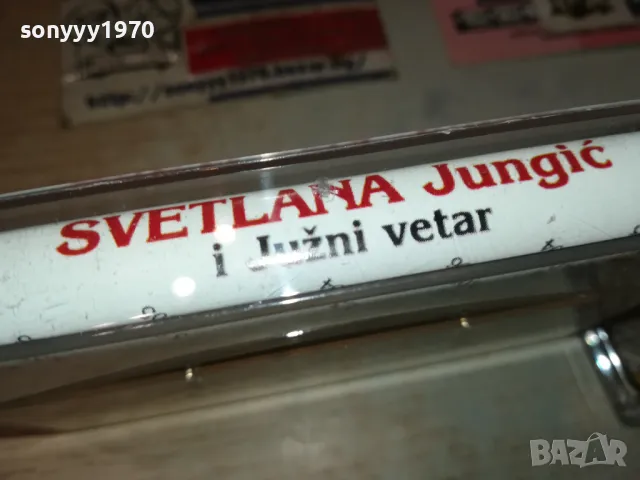 sonyyy1970
SVETLANA Jungić
i Južni vetar
BAZAR